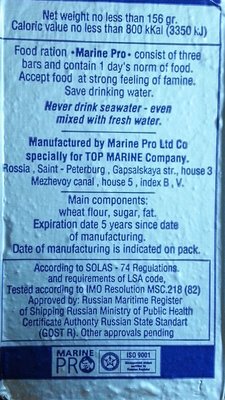 Net weight no less than 156 gr.
Caloric value no less than 800 kKal (3350 kJ)
Food ration •Marine Pro• consist of three
bars and contain 1 day's norm of food.
Accept food at strong feeling of famine.
Save drinking water.
Never drink seawater - even
mixed with fresh water.
Manufactured by Marine Pro Ltd Co
specially for TOP MARINE Company.
Rossia , Saint - Peterburg , Gapsalskaya str., house 3
Mezhevoy canal , house 5 , index B , V.
Main components:
wheat flour, sugar, fat.
Expiration date 5 years since date
of manufacturing.
Date of manufacturing is indicated on pack.
According to SOLAS - 74 Regulations.
and requirements of LSA code,
Tested according to IMO Resolution MSC.218 (82)
Approved by: Russian Maritime Register
of Shipping Russian Ministry of Public Health
Certificate Authonty Russian State Standart
(GOST R). Other approvals pending
MARINE
PRO
ISO 9001